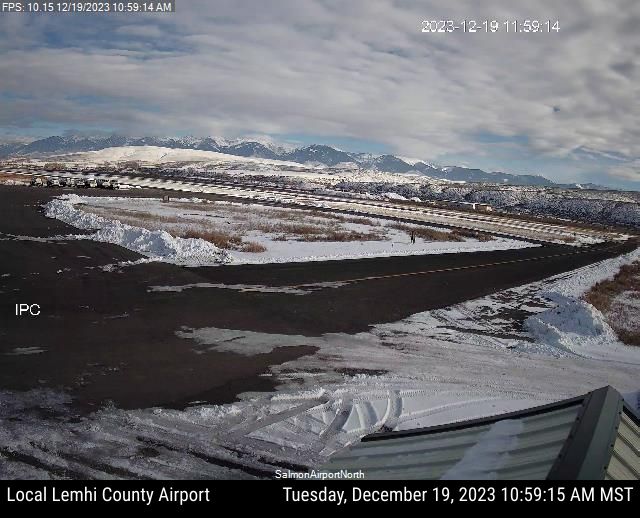 FPS: 10.15 12/19/2023 10:59:14 AM
2023-12-19 11:59:14
IPC
SalmonAirportNorth
Local Lemhi County Airport Tuesday, December 19, 2023 10:59:15 AM MST